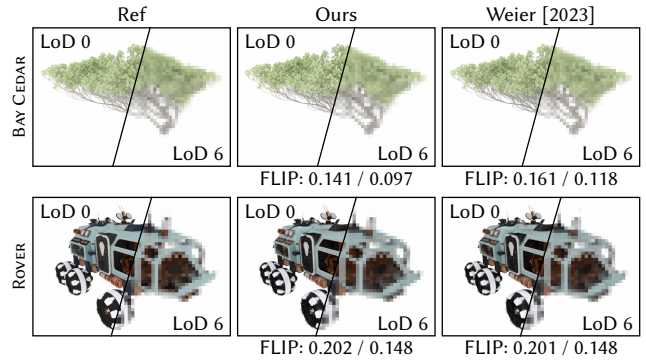 Ref Ours Weier [2023]
BAY CEDAR
LoD 0 LoD 0 LoD 0
LoD 6 LoD 6 LoD 6
FLIP: 0.141 / 0.097 FLIP: 0.161 / 0.118
ROVER
LoD 0 LoD 0 LoD 0
LoD 6 LoD 6 LoD 6
FLIP: 0.202 / 0.148 FLIP: 0.201 / 0.148